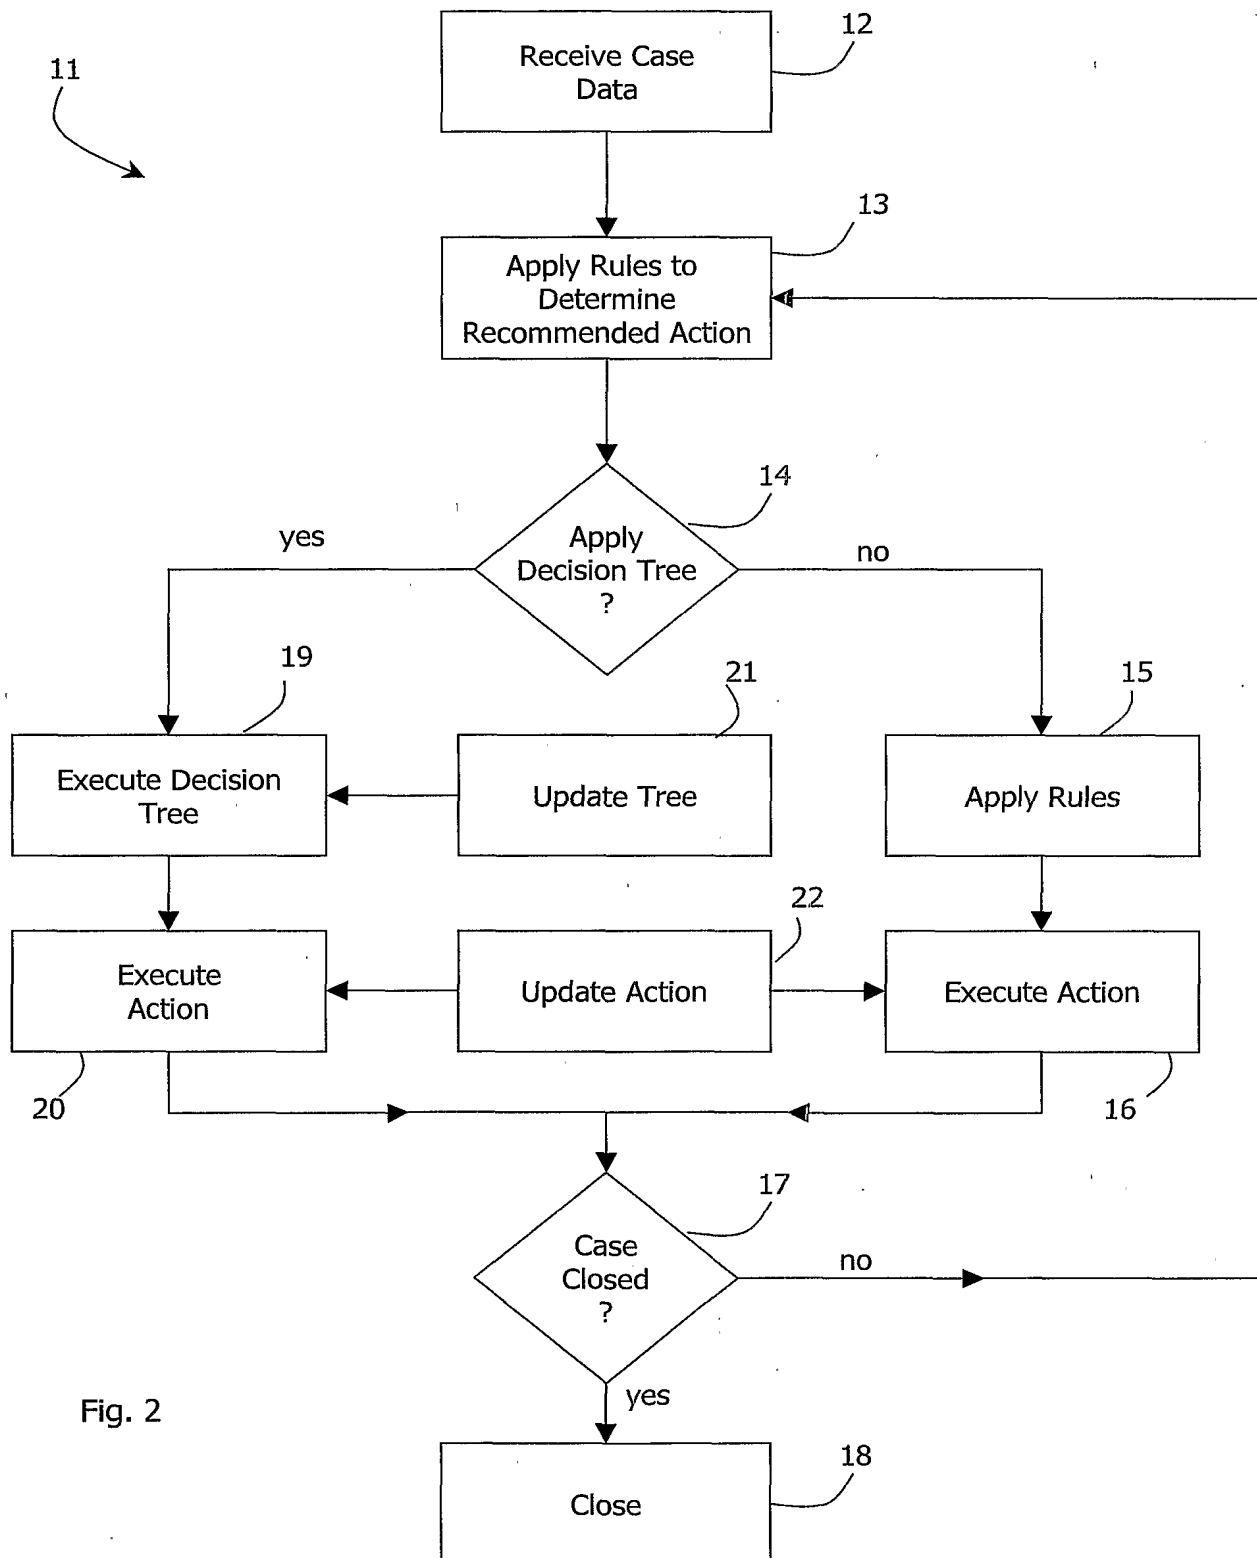 12
Receive Case
Data
11
13
Apply Rules to
Determine
Recommended Action
14
Apply
Decision Tree
?
yes
no
19
21
15
Execute Decision
Tree
Update Tree
Apply Rules
22
Execute
Action
Update Action
Execute Action
20
16
17
Case
Closed
?
no
yes
Fig. 2
18
Close